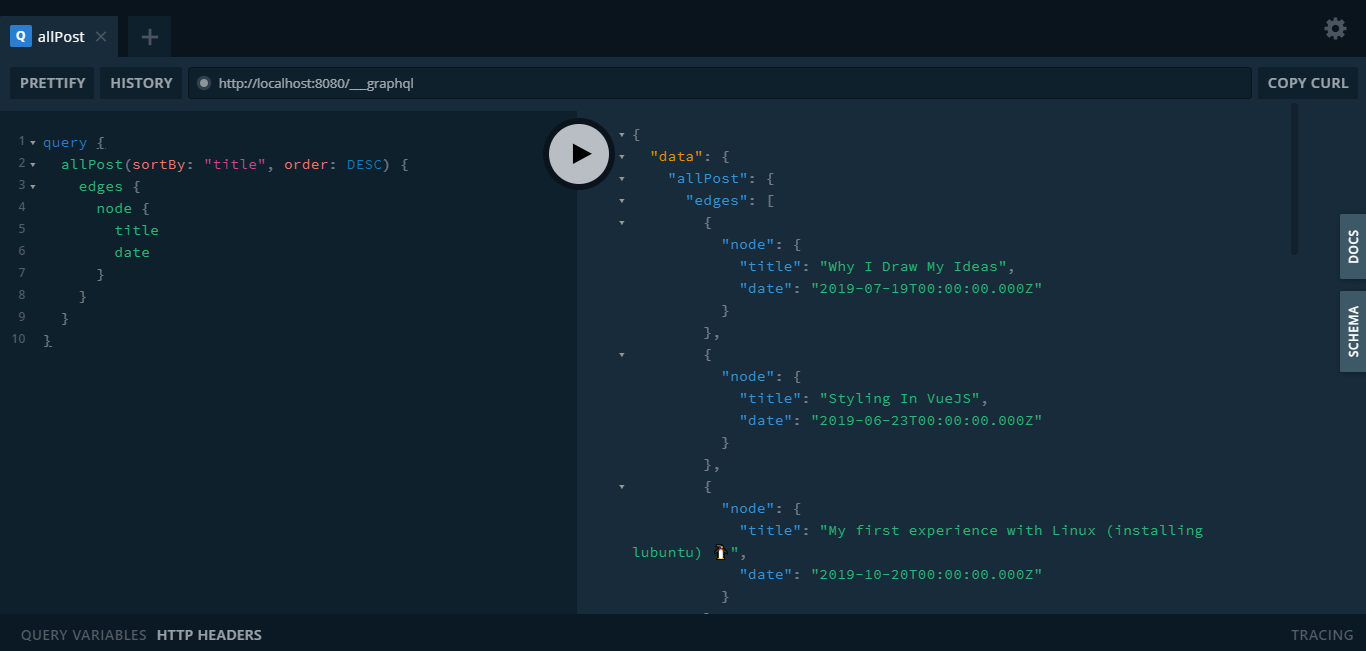 Q allPost
PRETTIFY HISTORY http://localhost:8080/___graphql COPY CURL
1 query {
2 allPost(sortBy: "title", order: DESC) {
3 edges {
4 node {
5 title
6 date
7 }
8 }
9 }
10 }
{
"data": {
"allPost": {
"edges": [
{
"node": {
"title": "Why I Draw My Ideas",
"date": "2019-07-19T00:00:00.000Z"
}
},
{
"node": {
"title": "Styling In VueJS",
"date": "2019-06-23T00:00:00.000Z"
}
},
{
"node": {
"title": "My first experience with Linux (installing
lubuntu) 🐧",
"date": "2019-10-20T00:00:00.000Z"
}
DOCS
SCHEMA
QUERY VARIABLES HTTP HEADERS TRACING